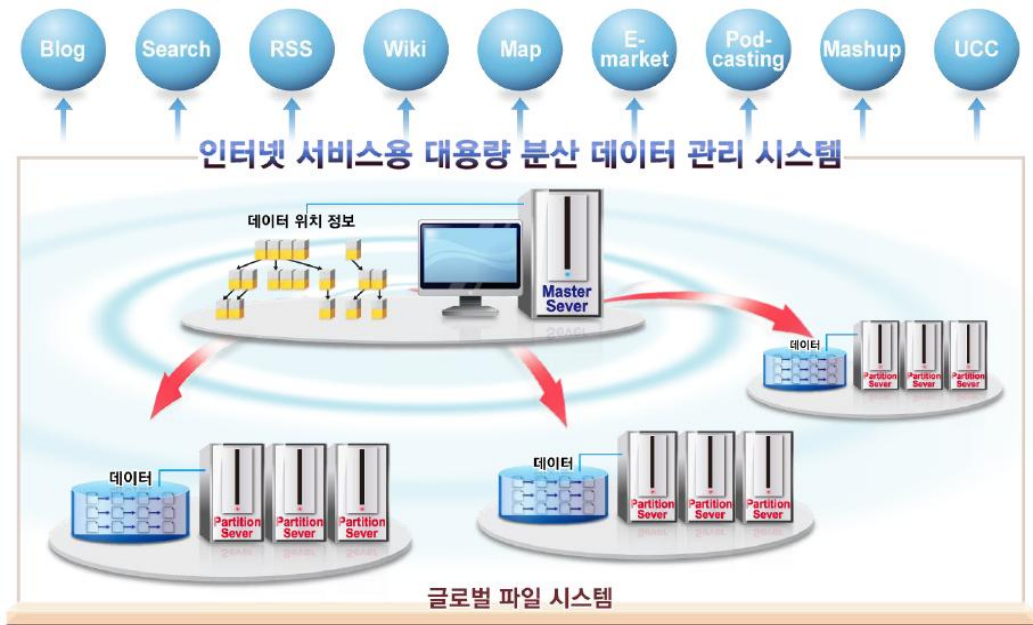 Blog
Search
RSS
Wiki
Map
E-
market
Pod-
casting
Mashup
UCC
인터넷 서비스용 대용량 분산 데이터 관리 시스템
데이터 위치 정보
Master
Sever
데이터
Partition
Sever
Partition
Sever
Partition
Sever
데이터
Partition
Sever
Partition
Sever
Partition
Sever
데이터
Partition
Sever
Partition
Sever
Partition
Sever
글로벌 파일 시스템